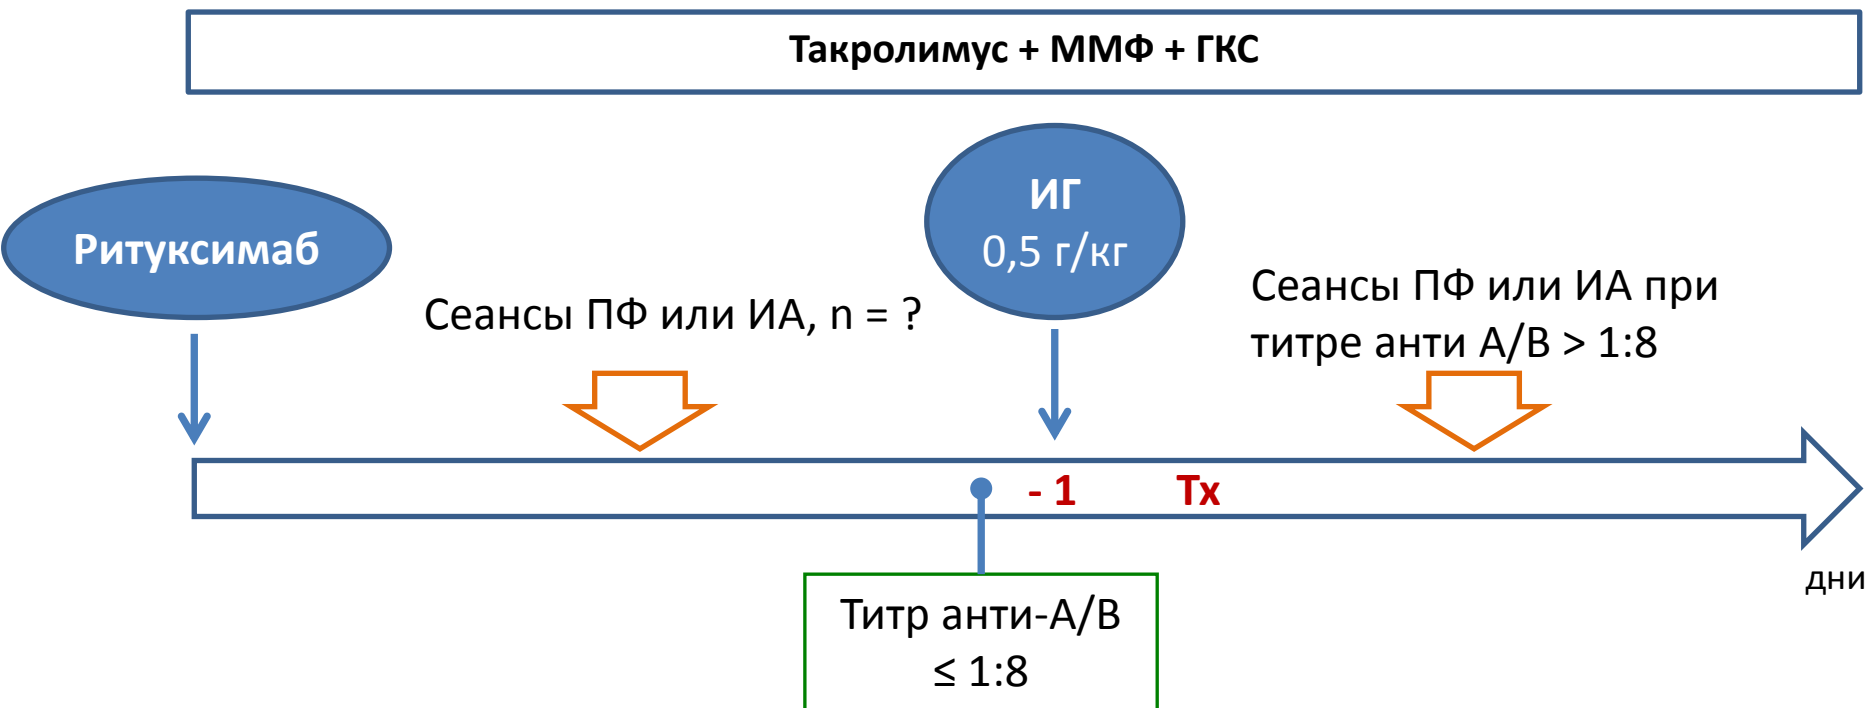 Такролимус + ММФ + ГКС
Ритуксимаб
Сеансы ПФ или ИА, n = ?
ИГ
0,5 г/кг
Сеансы ПФ или ИА при
титре анти А/В > 1:8
- 1
Тх
дни
Титр анти-А/В
≤ 1:8